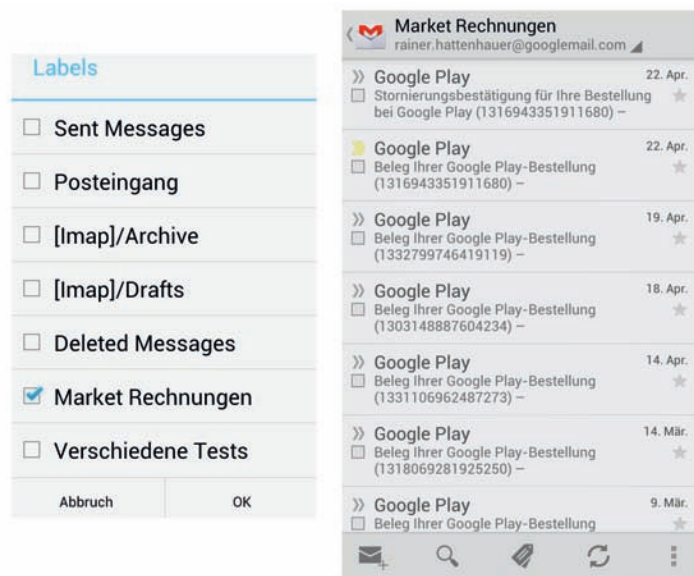 Labels
Sent Messages
Posteingang
[Imap]/Archive
[Imap]/Drafts
Deleted Messages
Market Rechnungen
Verschiedene Tests
Abbruch
OK
Market Rechnungen
rainer.hattenhauer@googlemail.com
Google Play 22. Apr.
Stornierungsbestätigung für Ihre Bestellung
bei Google Play (1316943351911680) –
Google Play 22. Apr.
Beleg Ihrer Google Play-Bestellung
(1316943351911680) –
Google Play 19. Apr.
Beleg Ihrer Google Play-Bestellung
(1332799746419119) –
Google Play 18. Apr.
Beleg Ihrer Google Play-Bestellung
(1303148887604234) –
Google Play 14. Apr.
Beleg Ihrer Google Play-Bestellung
(1331106962487273) –
Google Play 14. Mär.
Beleg Ihrer Google Play-Bestellung
(1318069281925250) –
Google Play 9. Mär.
Beleg Ihrer Google Play-Bestellung